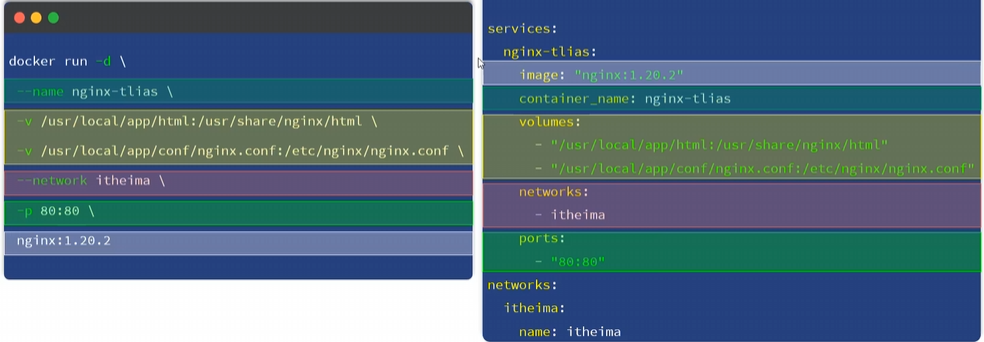 docker run -d \
--name nginx-tlias \
-v /usr/local/app/html:/usr/share/nginx/html \
-v /usr/local/app/conf/nginx.conf:/etc/nginx/nginx.conf \
--network itheima \
-p 80:80 \
nginx:1.20.2
services:
nginx-tlias:
image: "nginx:1.20.2"
container_name: nginx-tlias
volumes:
- "/usr/local/app/html:/usr/share/nginx/html"
- "/usr/local/app/conf/nginx.conf:/etc/nginx/nginx.conf"
networks:
- itheima
ports:
- "80:80"
networks:
itheima:
name: itheima